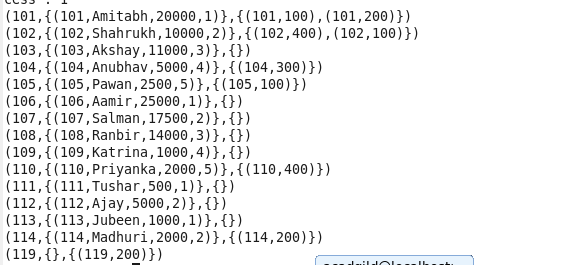 cess : 1
(101,{(101,Amitabh,20000,1)},{(101,100),(101,200)})
(102,{(102,Shahrukh,10000,2)},{(102,400),(102,100)})
(103,{(103,Akshay,11000,3)},{})
(104,{(104,Anubhav,5000,4)},{(104,300)})
(105,{(105,Pawan,2500,5)},{(105,100)})
(106,{(106,Aamir,25000,1)},{})
(107,{(107,Salman,17500,2)},{})
(108,{(108,Ranbir,14000,3)},{})
(109,{(109,Katrina,1000,4)},{})
(110,{(110,Priyanka,2000,5)},{(110,400)})
(111,{(111,Tushar,500,1)},{})
(112,{(112,Ajay,5000,2)},{})
(113,{(113,Jubeen,1000,1)},{})
(114,{(114,Madhuri,2000,2)},{(114,200)})
(119,{},{(119,200)})